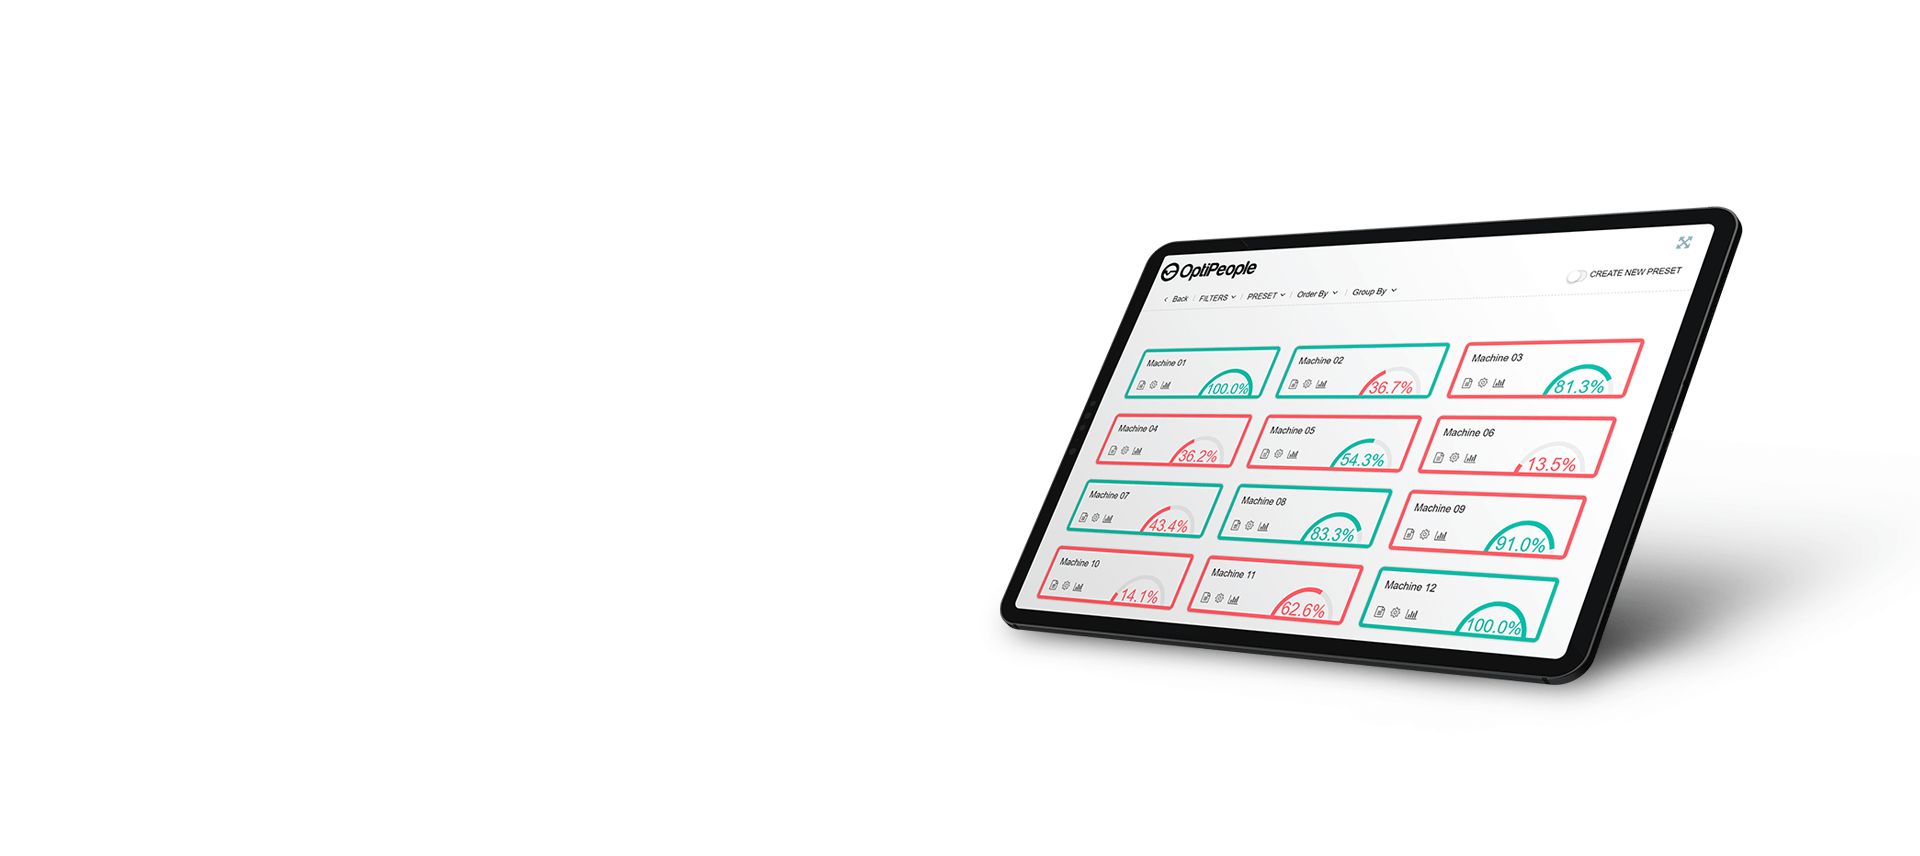 OptiPeople
CREATE NEW PRESET
Back / FILTERS / PRESET / Order By / Group By
Machine 01
100.0%
Machine 02
36.7%
Machine 03
81.3%
Machine 04
36.2%
Machine 05
54.3%
Machine 06
13.5%
Machine 07
43.4%
Machine 08
83.3%
Machine 09
91.0%
Machine 10
14.1%
Machine 11
62.6%
Machine 12
100.0%